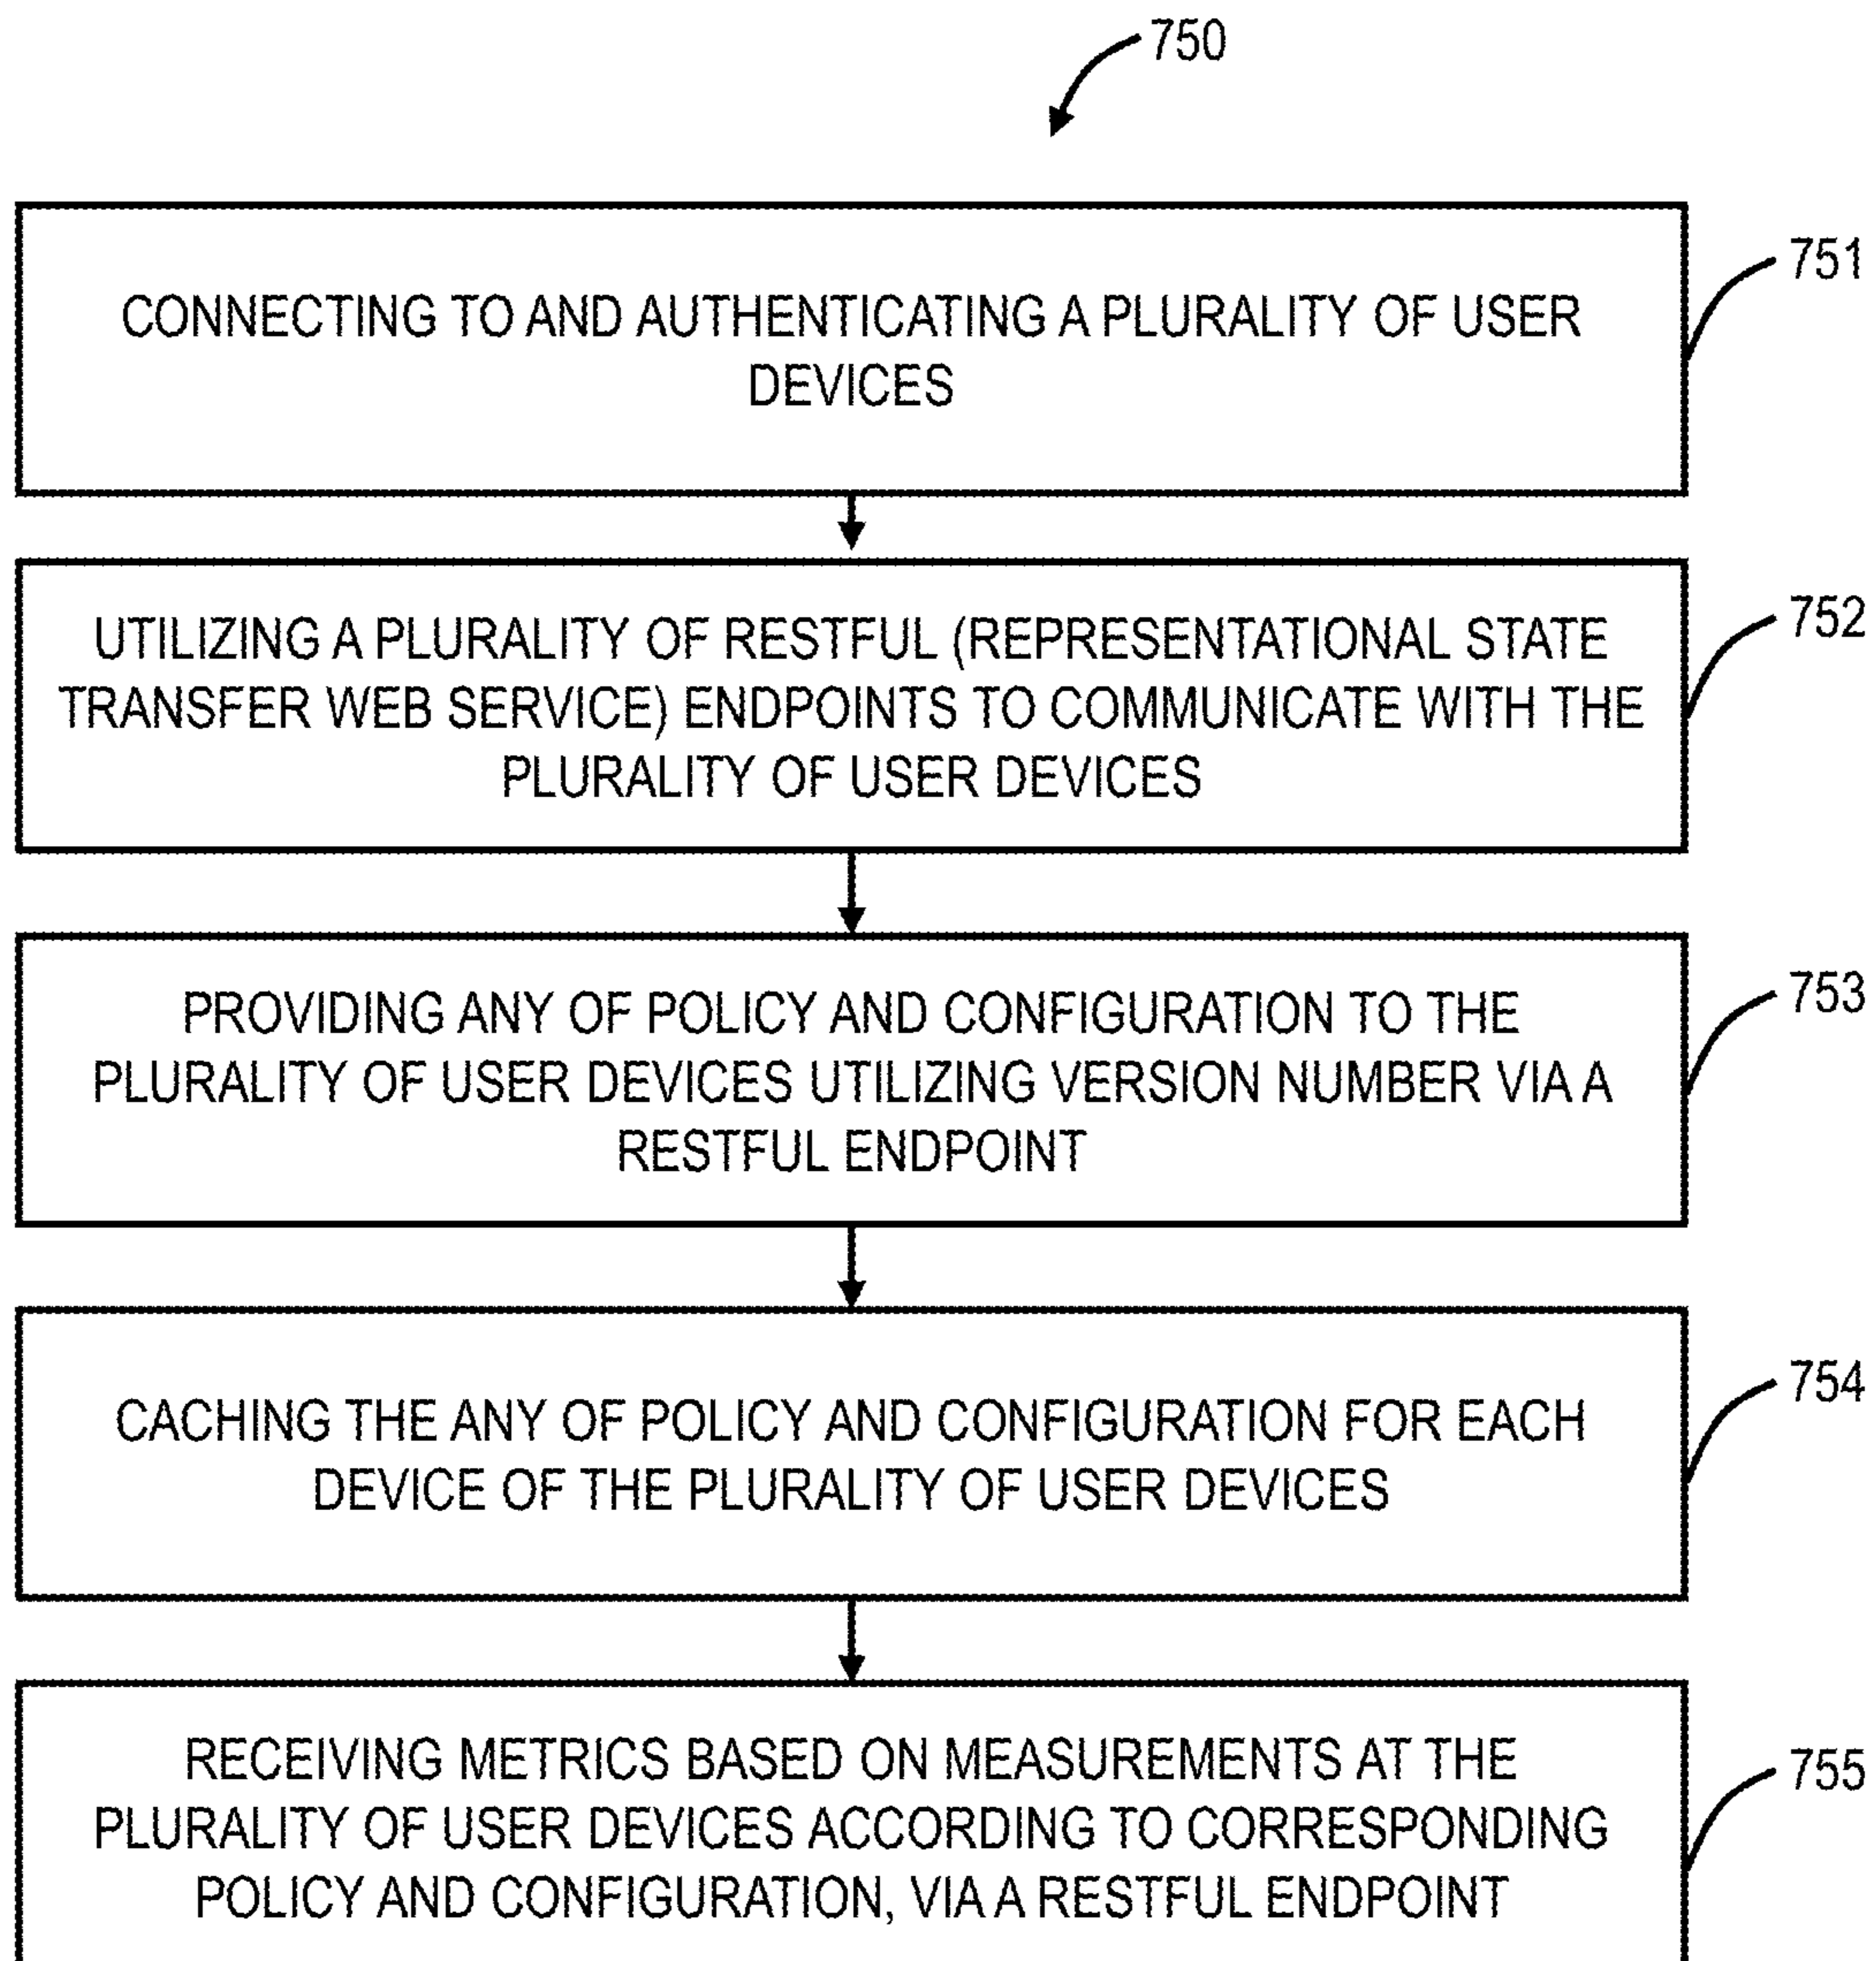 750
CONNECTING TO AND AUTHENTICATING A PLURALITY OF USER
DEVICES
751
UTILIZING A PLURALITY OF RESTFUL (REPRESENTATIONAL STATE
TRANSFER WEB SERVICE) ENDPOINTS TO COMMUNICATE WITH THE
PLURALITY OF USER DEVICES
752
PROVIDING ANY OF POLICY AND CONFIGURATION TO THE
PLURALITY OF USER DEVICES UTILIZING VERSION NUMBER VIA A
RESTFUL ENDPOINT
753
CACHING THE ANY OF POLICY AND CONFIGURATION FOR EACH
DEVICE OF THE PLURALITY OF USER DEVICES
754
RECEIVING METRICS BASED ON MEASUREMENTS AT THE
PLURALITY OF USER DEVICES ACCORDING TO CORRESPONDING
POLICY AND CONFIGURATION, VIA A RESTFUL ENDPOINT
755